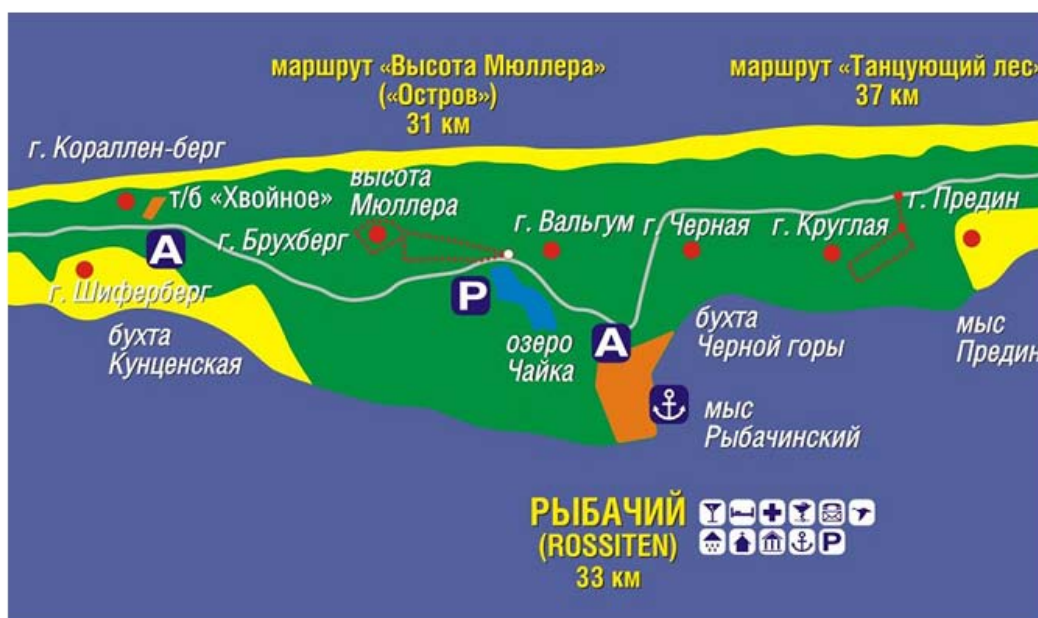 маршрут «Высота Мюллера»
(«Остров»)
31 км
маршрут «Танцующий лес»
37 км
г. Кораллен-берг
т/б «Хвойное»
высота
Мюллера
г. Брухберг
г. Вальгум
г. Черная
г. Круглая
г. Предин
A
г. Шиферберг
P
бухта
Кунценская
озеро
Чайка
A
бухта
Черной горы
мыс
Предин
мыс
Рыбачинский
РЫБАЧИЙ
(ROSSITEN)
33 км
P